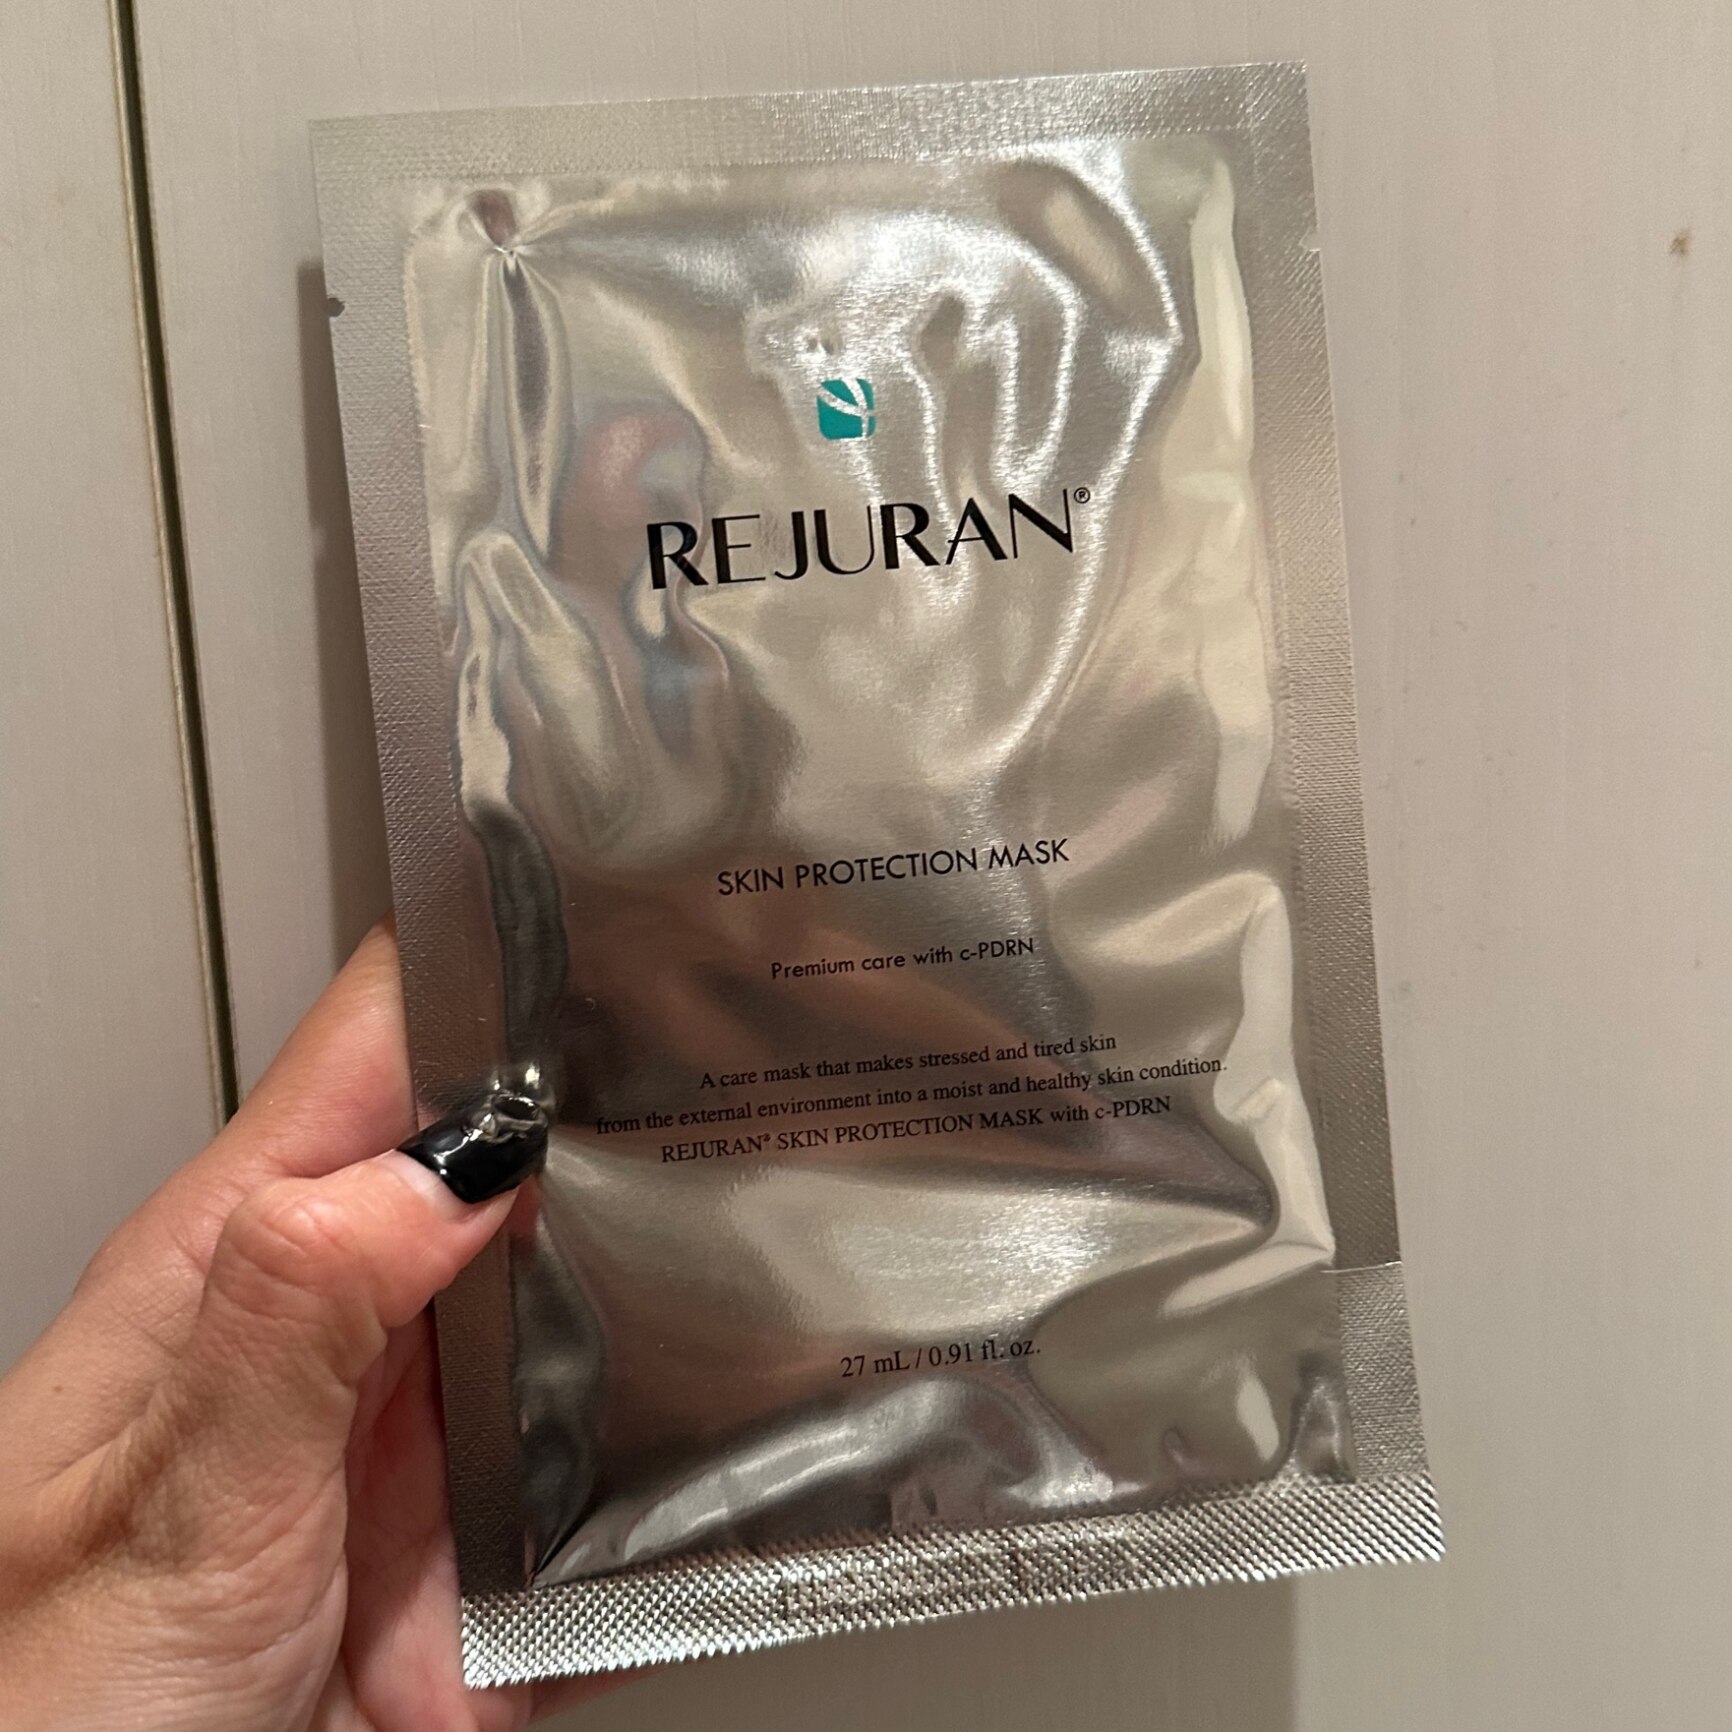 REJURAN®
SKIN PROTECTION MASK
Premium care with c-PDRN
A care mask that makes stressed and tired skin
from the external environment into a moist and healthy skin condition.
REJURAN® SKIN PROTECTION MASK with c-PDRN
27 mL / 0.91 fl. oz.